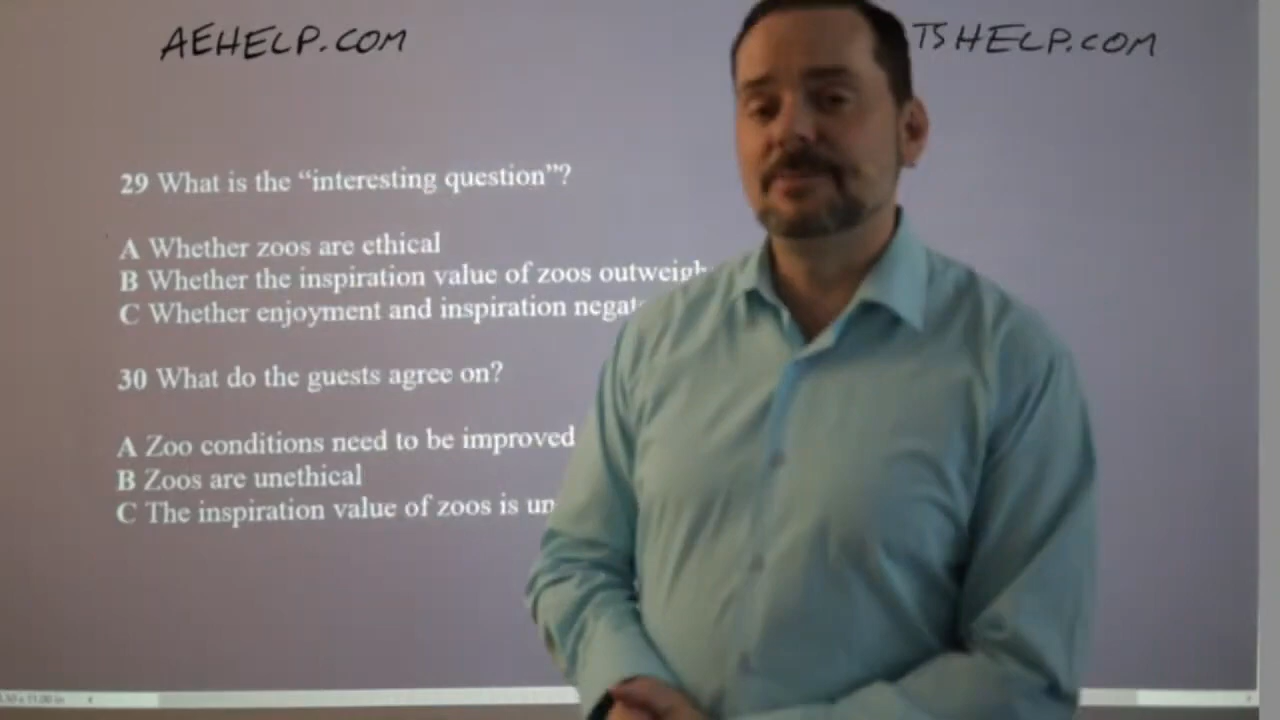 AEHELP.COM
TSHELP.COM
29 What is the “interesting question”?
A Whether zoos are ethical
B Whether the inspiration value of zoos
C Whether enjoyment and inspiration
30 What do the guests agree on?
A Zoo conditions need to be improved
B Zoos are unethical
C The inspiration value of zoos is